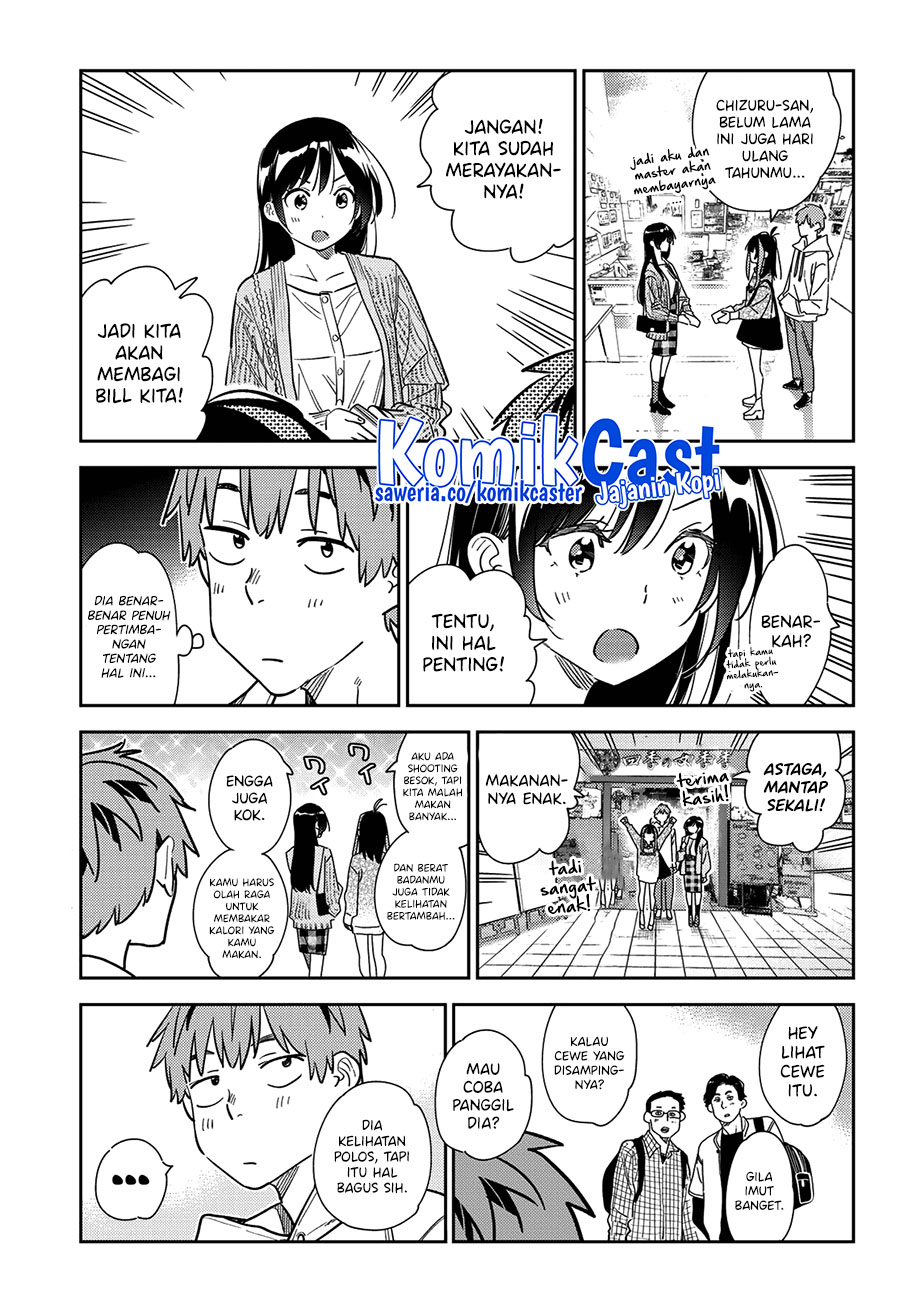 CHIZURU-SAN,
BELUM LAMA
INI JUGA HARI
ULANG
TAHUNMU...
jadi aku dan
master akan
membayarnya
JANGAN!
KITA SUDAH
MERAYAKAN-
NYA!
JADI KITA
AKAN
MEMBAGI
BILL KITA!
KomikCast
saweria.co/komikcaster Jajanin Kopi
BENAR-
KAH?
tapi kamu
tidak perlu
melakukan-
nya.
TENTU,
INI HAL
PENTING!
DIA BENAR-
BENAR PENUH
PERTIMBA-
NGAN
TENTANG
HAL INI...
ASTAGA,
MANTAP
SEKALI!
terima
kasih!
MAKANAN-
NYA ENAK.
tadi
sangat
enak!
AKU ADA
SHOOTING
BESOK, TAPI
KITA MALAH
MAKAN
BANYAK...
DAN BERAT
BADANMU
JUGA TIDAK
KELIHATAN
BERTAMBAH...
ワイ
ワイ
ENGGA
JUGA
KOK.
KAMU HARUS
OLAH RAGA
UNTUK
MEMBAKAR
KALORI YANG
KAMU
MAKAN.
HEY
LIHAT
CEWE
ITU.
GILA
IMUT
BANGET.
KALAU
CEWE YANG
DISAMPING-
NYA?
MAU
COBA
PANGGIL
DIA?
DIA
KELIHATAN
POLOS, TAPI
ITU HAL
BAGUS SIH.
...